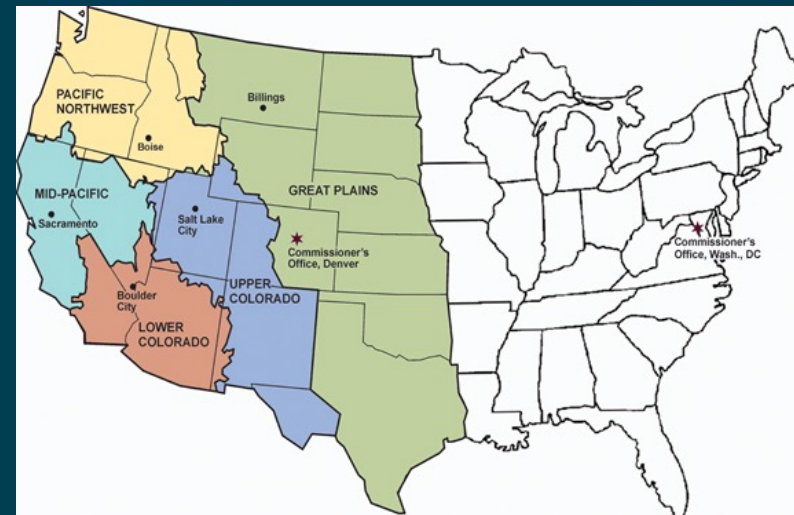 PACIFIC
NORTHWEST
Boise
Billings
MID-PACIFIC
Sacramento
Salt Lake
City
GREAT PLAINS
Commissioner's
Office, Denver
Commissioner's
Office, Wash., DC
UPPER
COLORADO
Boulder
City
LOWER
COLORADO